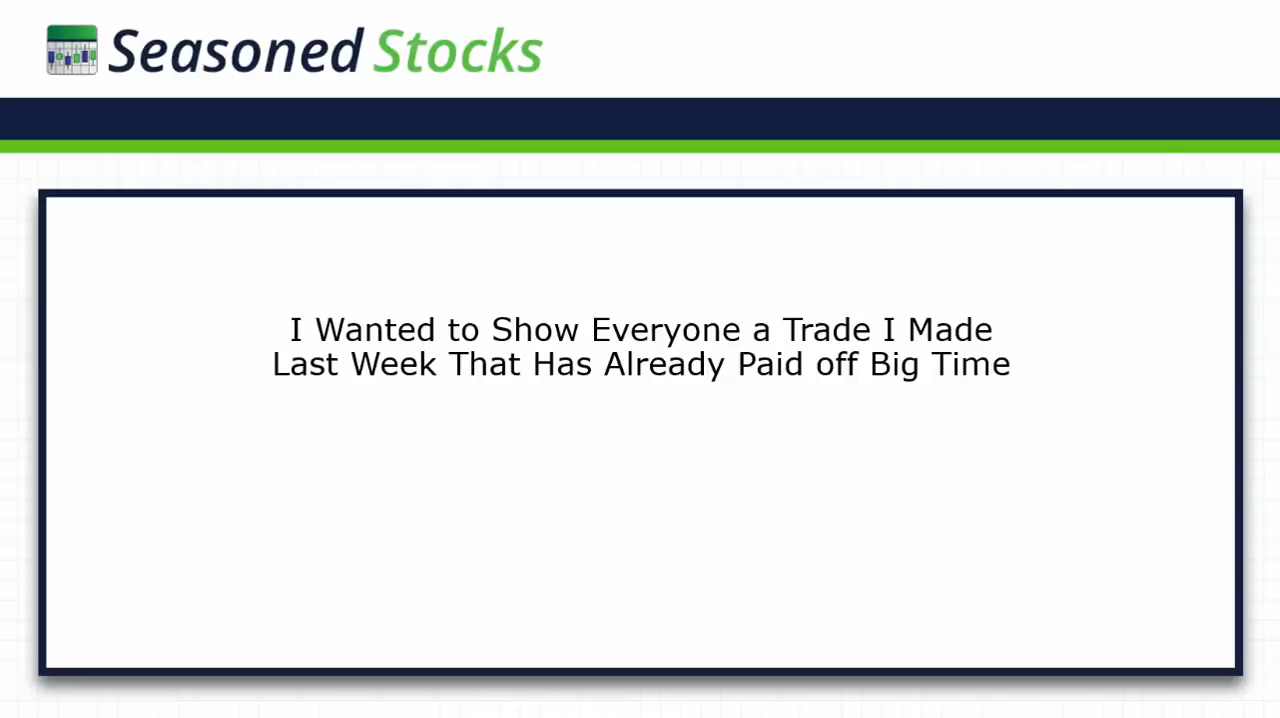 Seasoned Stocks
I Wanted to Show Everyone a Trade I Made
Last Week That Has Already Paid off Big Time